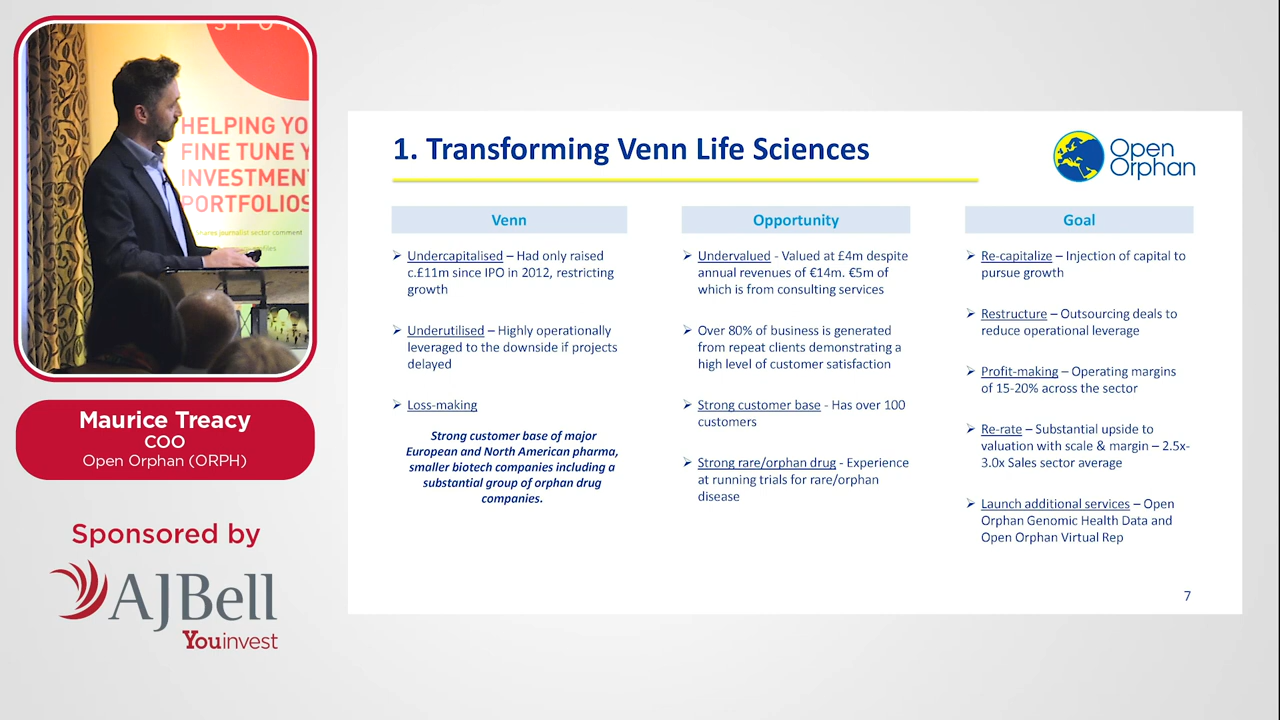 SPOT
HELPING YO
FINE TUNE Y
INVESTMEN
PORTFOLIOS
Shares journalist sector comment
Maurice Treacy
COO
Open Orphan (ORPH)
Sponsored by
AJBell
Youinvest
1. Transforming Venn Life Sciences
Open
Orphan
Venn
➢ Undercapitalised – Had only raised
c.£11m since IPO in 2012, restricting
growth
➢ Underutilised – Highly operationally
leveraged to the downside if projects
delayed
➢ Loss-making
Strong customer base of major
European and North American pharma,
smaller biotech companies including a
substantial group of orphan drug
companies.
Opportunity
➢ Undervalued - Valued at £4m despite
annual revenues of €14m. €5m of
which is from consulting services
➢ Over 80% of business is generated
from repeat clients demonstrating a
high level of customer satisfaction
➢ Strong customer base - Has over 100
customers
➢ Strong rare/orphan drug - Experience
at running trials for rare/orphan
disease
Goal
➢ Re-capitalize – Injection of capital to
pursue growth
➢ Restructure – Outsourcing deals to
reduce operational leverage
➢ Profit-making – Operating margins
of 15-20% across the sector
➢ Re-rate – Substantial upside to
valuation with scale & margin – 2.5x-
3.0x Sales sector average
➢ Launch additional services – Open
Orphan Genomic Health Data and
Open Orphan Virtual Rep
7